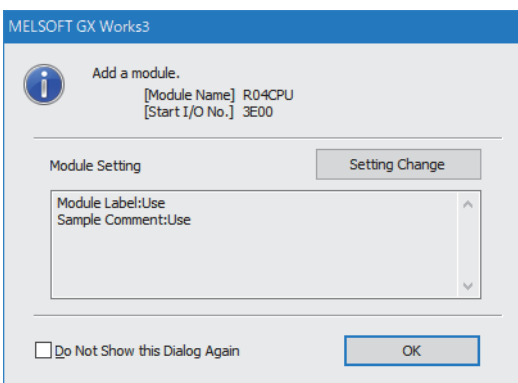 MELSOFT GX Works3
Add a module.
[Module Name] R04CPU
[Start I/O No.] 3E00
Module Setting
Setting Change
Module Label:Use
Sample Comment:Use
Do Not Show this Dialog Again
OK